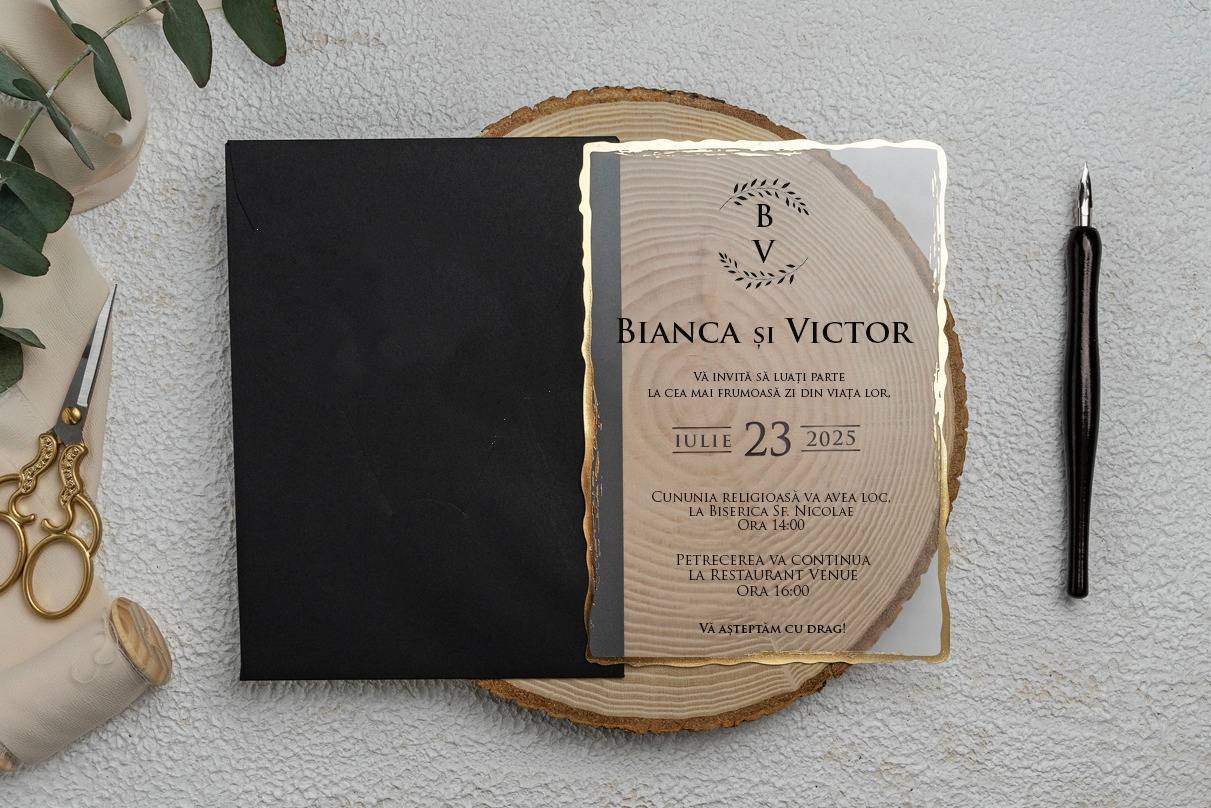 B
V
BIANCA ȘI VICTOR
VĂ INVITĂ SĂ LUAȚI PARTE
LA CEA MAI FRUMOASĂ ZI DIN VIAȚA LOR.
IULIE 23 2025
CUNUNIA RELIGIOASĂ VA AVEA LOC,
LA BISERICA SF. NICOLAE
ORA 14:00
PETRECEREA VA CONTINUA
LA RESTAURANT VENUE
ORA 16:00
VĂ AȘTEPTĂM CU DRAG!